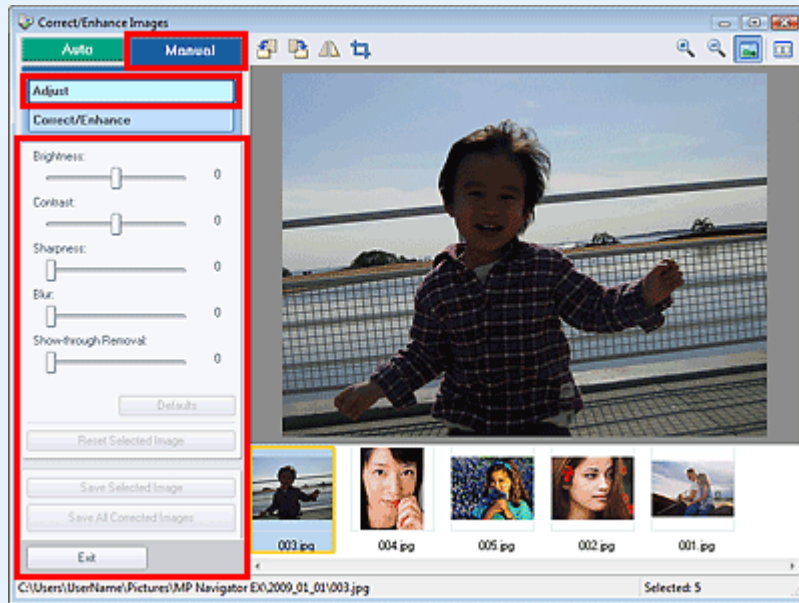 Correct/Enhance Images
Auto
Manual
Adjust
Correct/Enhance
Brightness:
0
Contrast:
0
Sharpness:
0
Blur:
0
Show-through Removal:
0
Defaults
Reset Selected Image
Save Selected Image
Save All Corrected Images
Exit
003.jpg
004.jpg
005.jpg
002.jpg
001.jpg
C:\Users\UserName\Pictures\MP Navigator EX\2009_01_01\003.jpg
Selected: 5